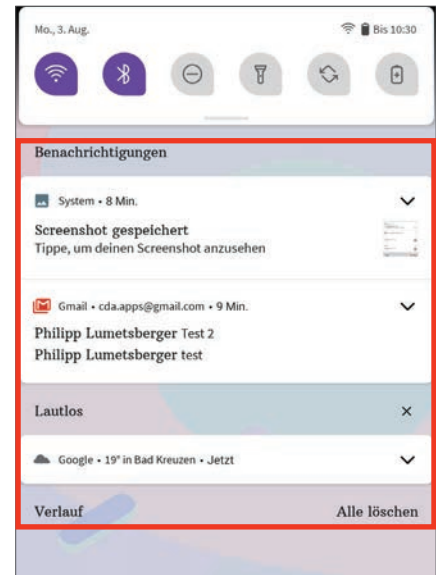 Mo., 3. Aug.
Bis 10:30
Benachrichtigungen
System • 8 Min.
Screenshot gespeichert
Tippe, um deinen Screenshot anzusehen
Gmail • cda.apps@gmail.com • 9 Min.
Philipp Lumetsberger Test 2
Philipp Lumetsberger test
Lautlos
Google • 19° in Bad Kreuzen • Jetzt
Verlauf
Alle löschen